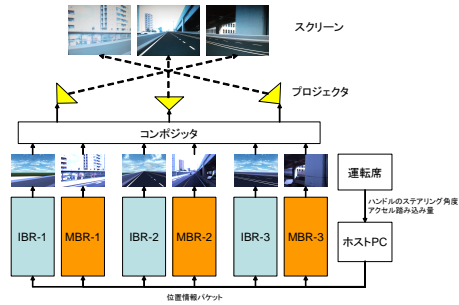 スクリーン
プロジェクタ
コンポジッタ
運転席
ハンドルのステアリング角度
アクセル踏み込み量
IBR-1
MBR-1
IBR-2
MBR-2
IBR-3
MBR-3
ホストPC
位置情報パケット